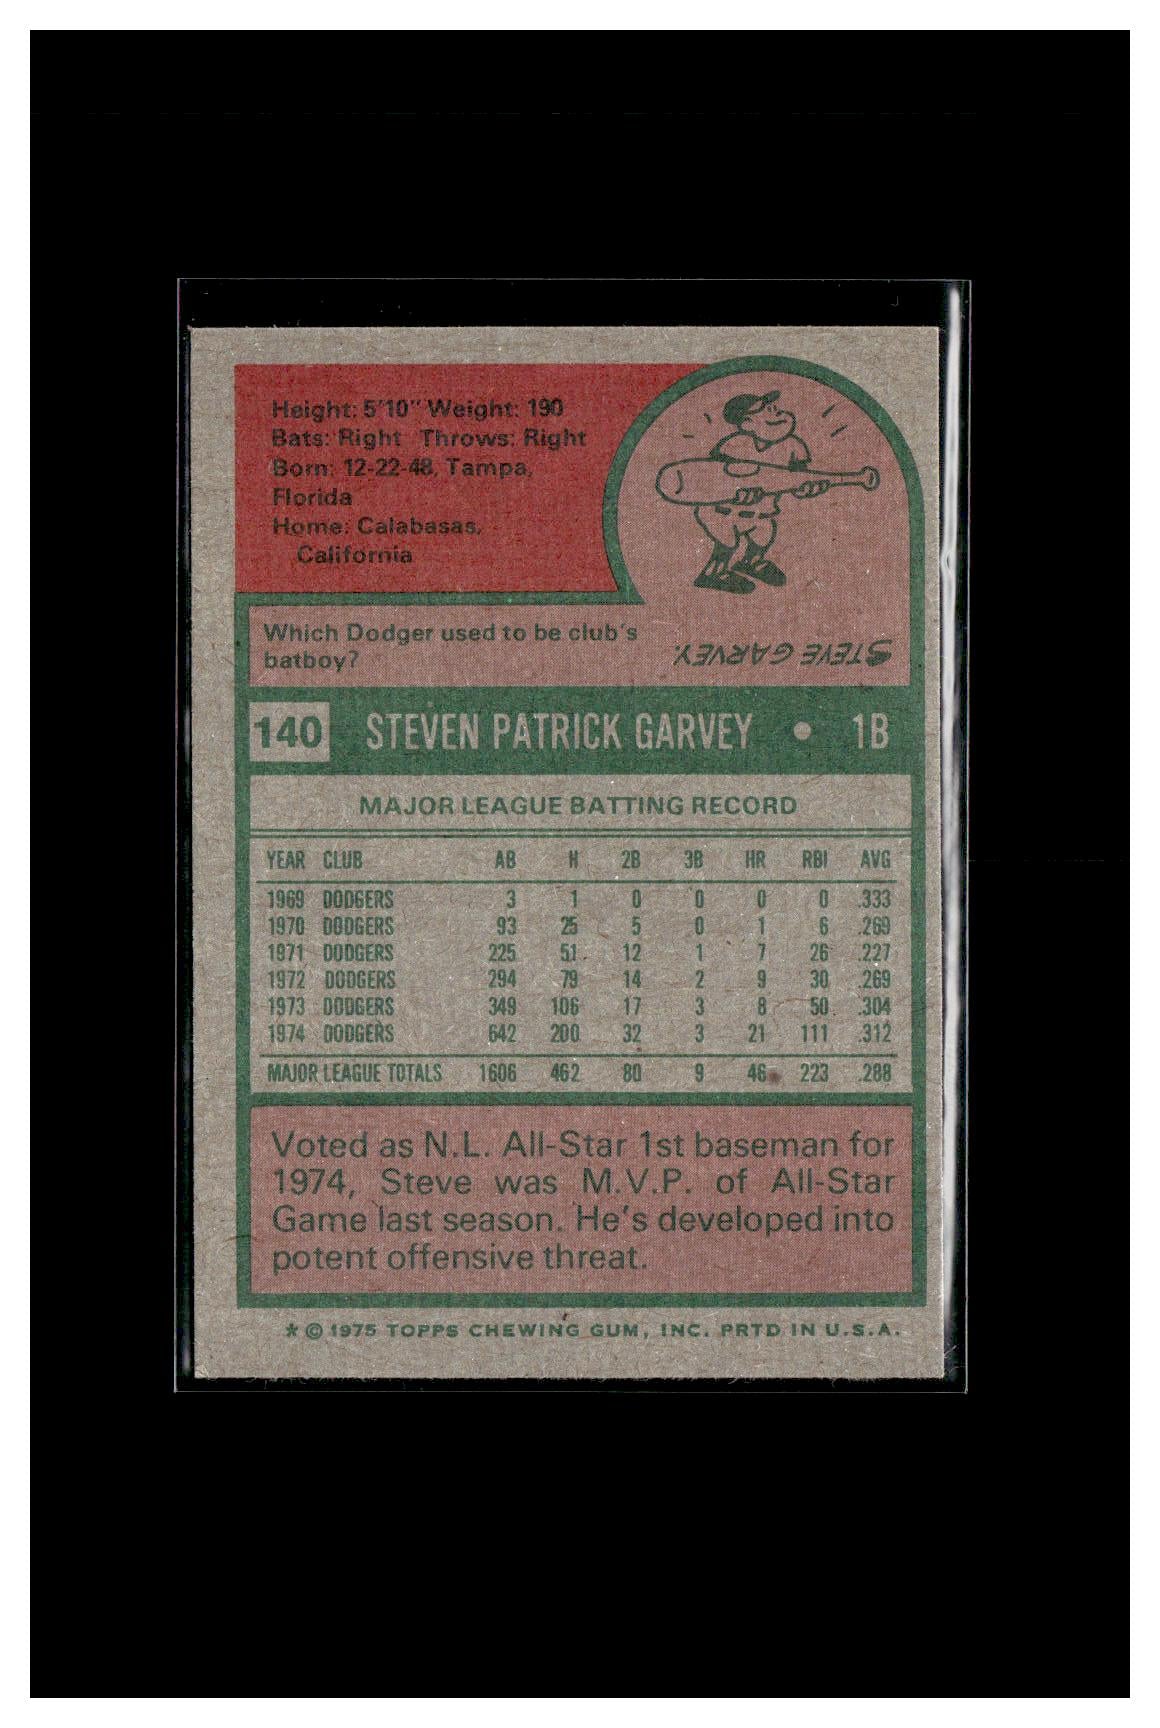 Height: 5'10" Weight: 190
Bats: Right Throws: Right
Born: 12-22-48, Tampa,
Florida
Home: Calabasas,
California
Which Dodger used to be club's
batboy?
STEVE GARVEY.
140 STEVEN PATRICK GARVEY • 1B
MAJOR LEAGUE BATTING RECORD
YEAR CLUB AB H 2B 3B HR RBI AVG
1969 DODGERS 3 1 0 0 0 0 .333
1970 DODGERS 93 25 5 0 1 6 .269
1971 DODGERS 225 51 12 1 7 26 .227
1972 DODGERS 294 79 14 2 9 30 .269
1973 DODGERS 349 106 17 3 8 50 .304
1974 DODGERS 642 200 32 3 21 111 .312
MAJOR LEAGUE TOTALS 1606 462 80 9 46 223 .288
Voted as N.L. All-Star 1st baseman for
1974, Steve was M.V.P. of All-Star
Game last season. He's developed into
potent offensive threat.
* © 1975 TOPPS CHEWING GUM, INC. PRTD IN U.S.A.